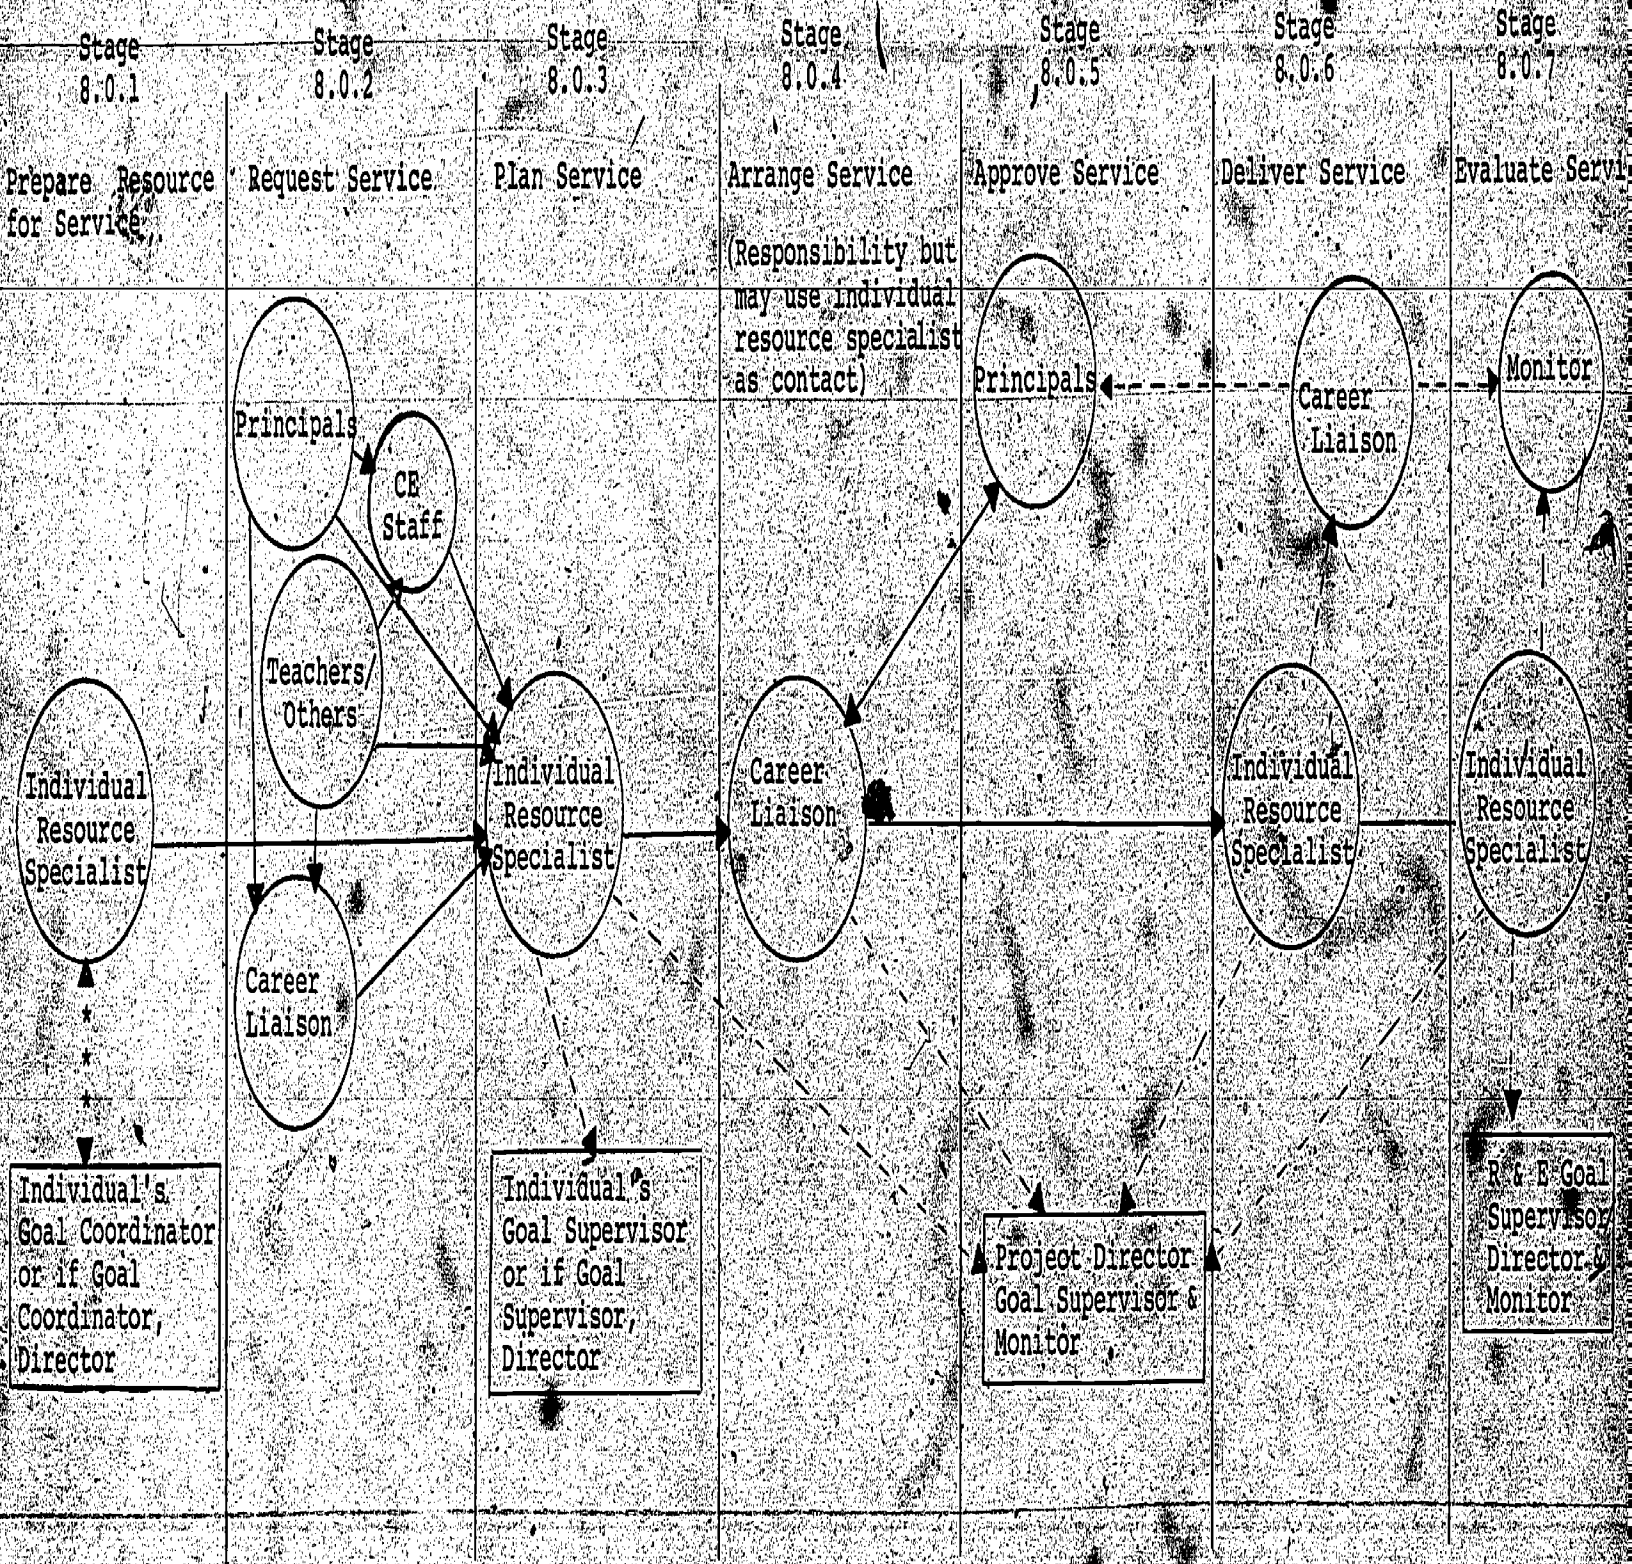 Stage
8.0.1
Prepare Resource
for Service
Stage
8.0.2
Request Service
Stage
8.0.3
Plan Service
Stage
8.0.4
Arrange Service
(Responsibility but
may use individual
resource specialist
as contact)
Stage
8.0.5
Approve Service
Stage
8.0.6
Deliver Service
Stage
8.0.7
Evaluate Servi
Individual
Resource
Specialist
*
*
*
Individual's
Goal Coordinator
or if Goal
Coordinator,
Director
Principals
CE
Staff
Teachers/
Others
Career
Liaison
Individual
Resource
Specialist
Individual's
Goal Supervisor
or if Goal
Supervisor,
Director
Career
Liaison
Principals
Project Director
Goal Supervisor &
Monitor
Career
Liaison
Individual
Resource
Specialist
Monitor
Individual
Resource
Specialist
R & E Goal
Supervisor
Director &
Monitor